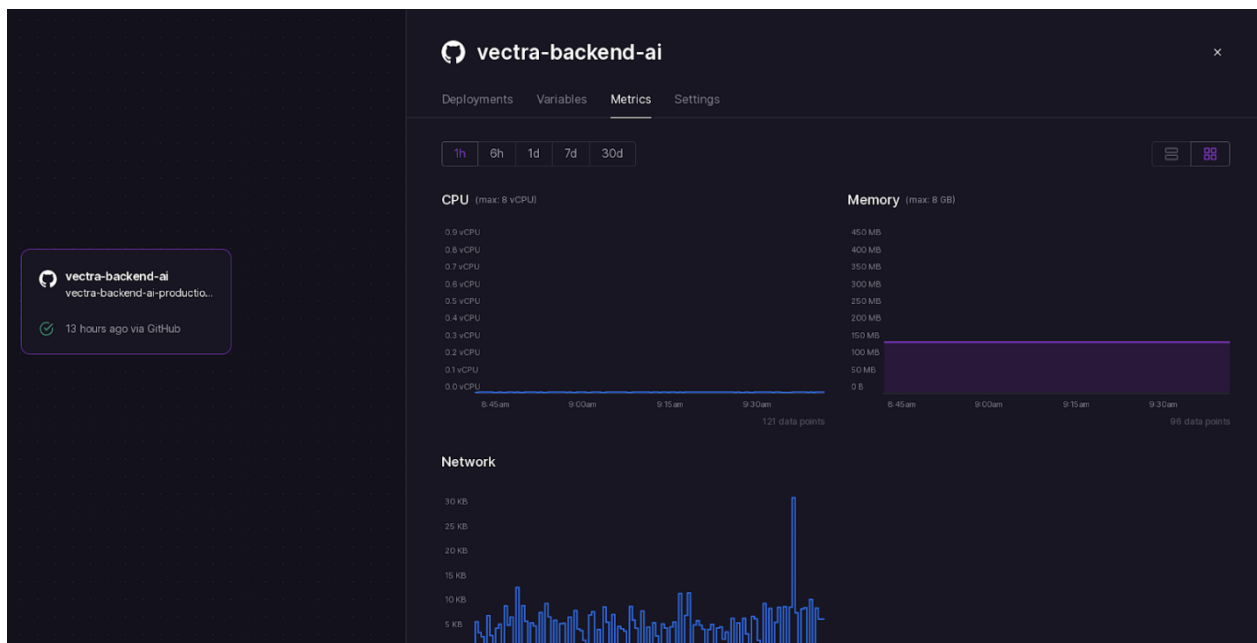 vectra-backend-ai
Deployments Variables Metrics Settings
1h 6h 1d 7d 30d
vectra-backend-ai
vectra-backend-ai-productio...
13 hours ago via GitHub
CPU (max: 8 vCPU)
0.9 vCPU
0.8 vCPU
0.7 vCPU
0.6 vCPU
0.5 vCPU
0.4 vCPU
0.3 vCPU
0.2 vCPU
0.1 vCPU
0.0 vCPU
8:45am 9:00am 9:15am 9:30am
121 data points
Memory (max: 8 GB)
450 MB
400 MB
350 MB
300 MB
250 MB
200 MB
150 MB
100 MB
50 MB
0 B
8:45am 9:00am 9:15am 9:30am
96 data points
Network
30 KB
25 KB
20 KB
15 KB
10 KB
5 KB